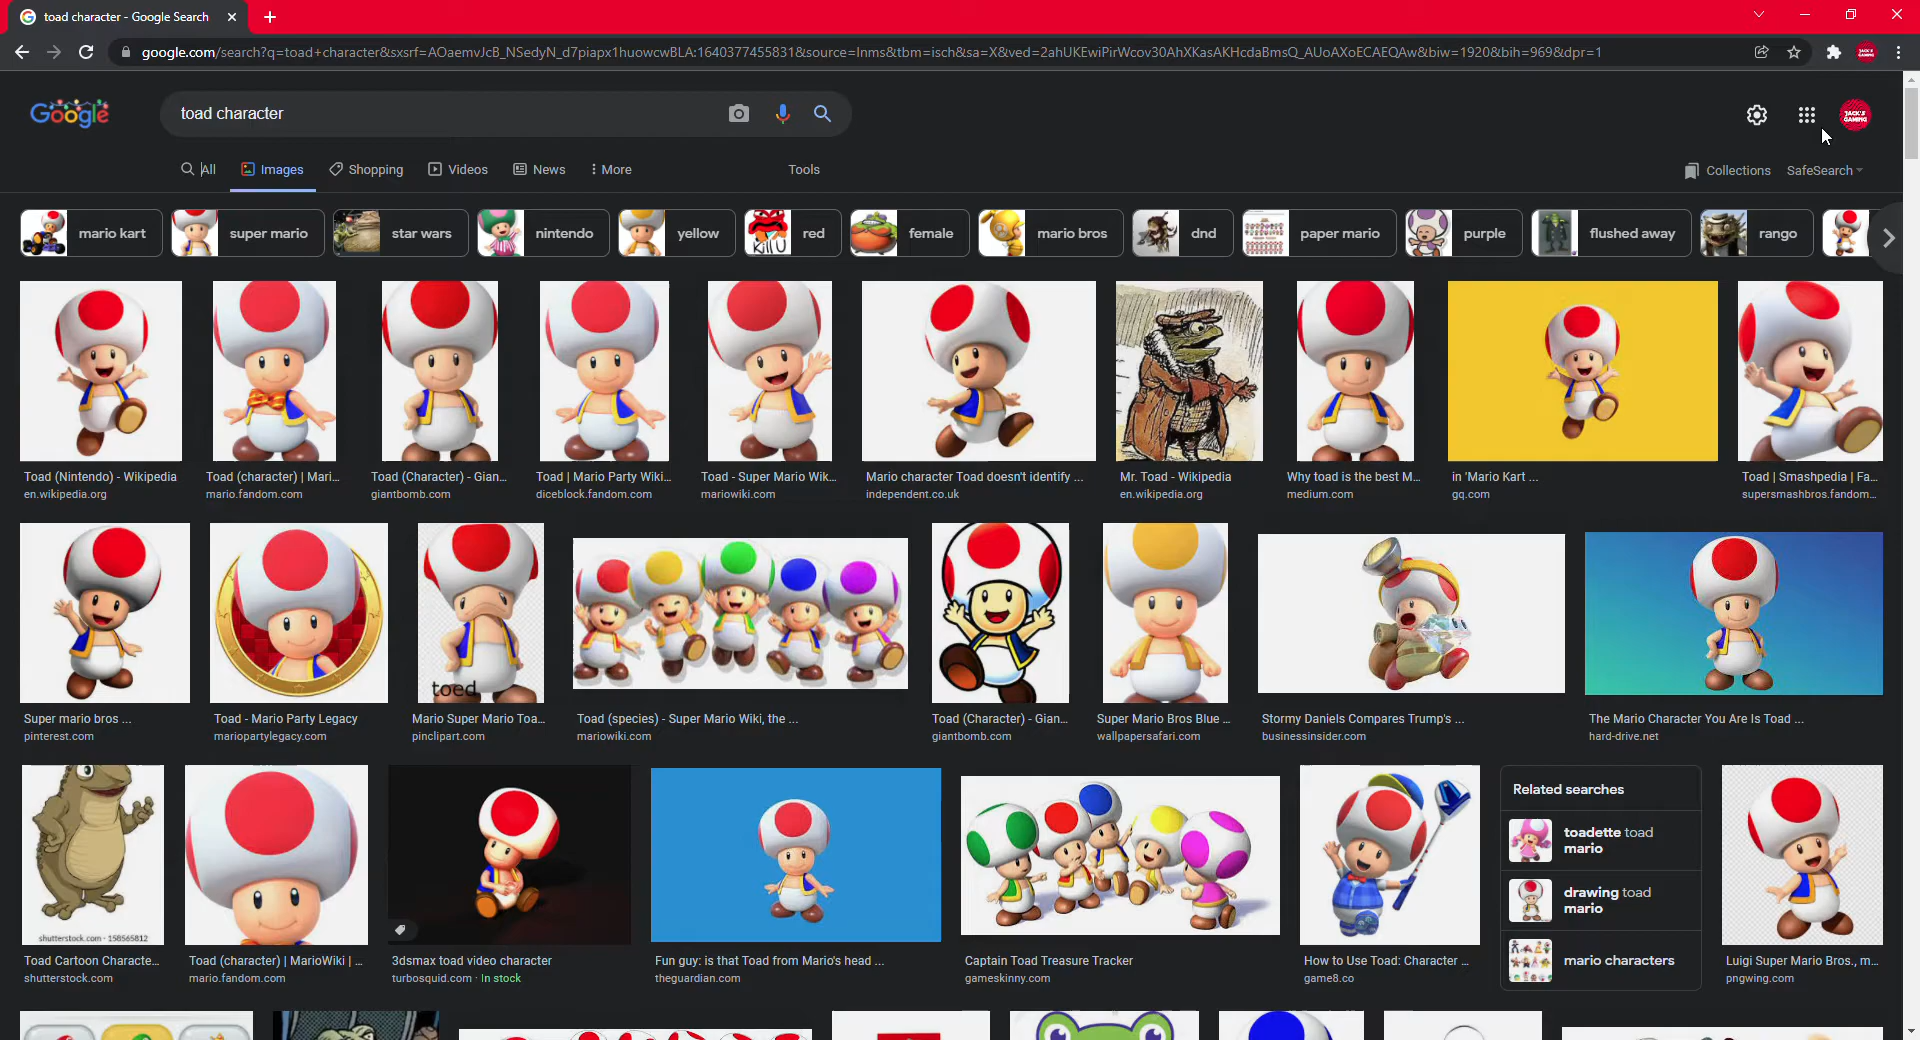 toad character - Google Search
google.com/search?q=toad+character&sxsrf=AOaemvJcB_NSedyN_d7piapx1huowcwBLA:1640377455831&source=lnms&tbm=isch&sa=X&ved=2ahUKEwiPirWcov30AhXKasAKHcdaBmsQ_AUoAXoECAEQAw&biw=1920&bih=969&dpr=1
JACK'S GAMING
Google
toad character
JACK'S
GAMING
All Images Shopping Videos News More Tools Collections SafeSearch
mario kart super mario star wars nintendo yellow red female mario bros dnd paper mario purple flushed away rango
Toad (Nintendo) - Wikipedia
en.wikipedia.org
Toad (character) | Mari...
mario.fandom.com
Toad (Character) - Gian...
giantbomb.com
Toad | Mario Party Wiki...
diceblock.fandom.com
Toad - Super Mario Wik...
mariowiki.com
Mario character Toad doesn't identify ...
independent.co.uk
Mr. Toad - Wikipedia
en.wikipedia.org
Why toad is the best M...
medium.com
in 'Mario Kart ...
gq.com
Toad | Smashpedia | Fa...
supersmashbros.fandom...
toed
Super mario bros ...
pinterest.com
Toad - Mario Party Legacy
mariopartylegacy.com
Mario Super Mario Toa...
pinclipart.com
Toad (species) - Super Mario Wiki, the ...
mariowiki.com
Toad (Character) - Gian...
giantbomb.com
Super Mario Bros Blue ...
wallpapersafari.com
Stormy Daniels Compares Trump's ...
businessinsider.com
The Mario Character You Are Is Toad ...
hard-drive.net
shutterstock.com · 158565812
Toad Cartoon Characte...
shutterstock.com
Toad (character) | MarioWiki | ...
mario.fandom.com
3dsmax toad video character
turbosquid.com · In stock
Fun guy: is that Toad from Mario's head ...
theguardian.com
Captain Toad Treasure Tracker
gameskinny.com
How to Use Toad: Character ...
game8.co
Related searches
toadette toad
mario
drawing toad
mario
mario characters
Luigi Super Mario Bros., m...
pngwing.com